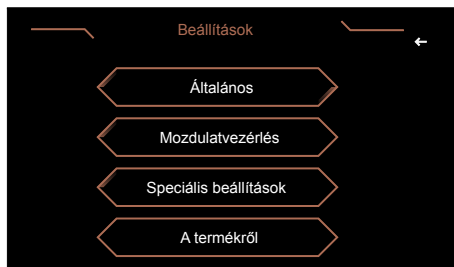 Beállítások
Általános
Mozdulatvezérlés
Speciális beállítások
A termékről